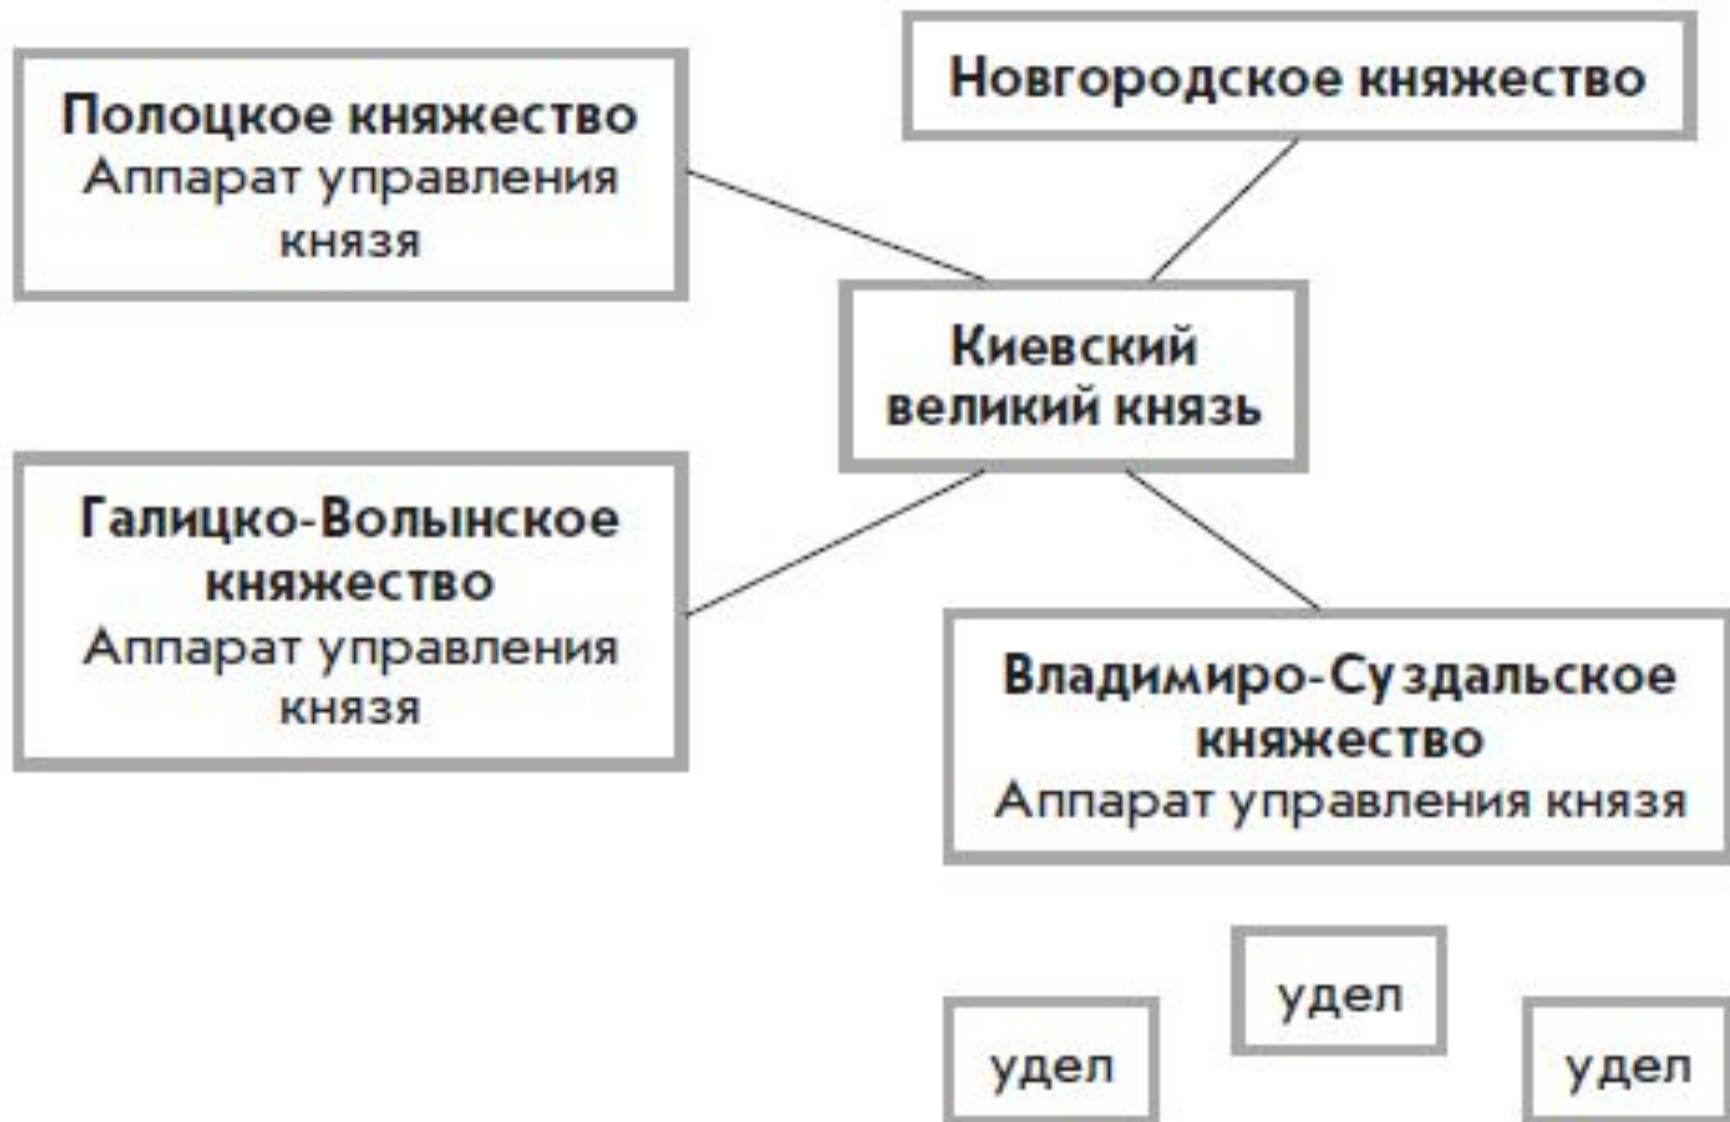 Полоцкое княжество
Аппарат управления
князя
Новгородское княжество
Киевский
великий князь
Галицко-Волынское
княжество
Аппарат управления
князя
Владимиро-Суздальское
княжество
Аппарат управления князя
удел
удел
удел